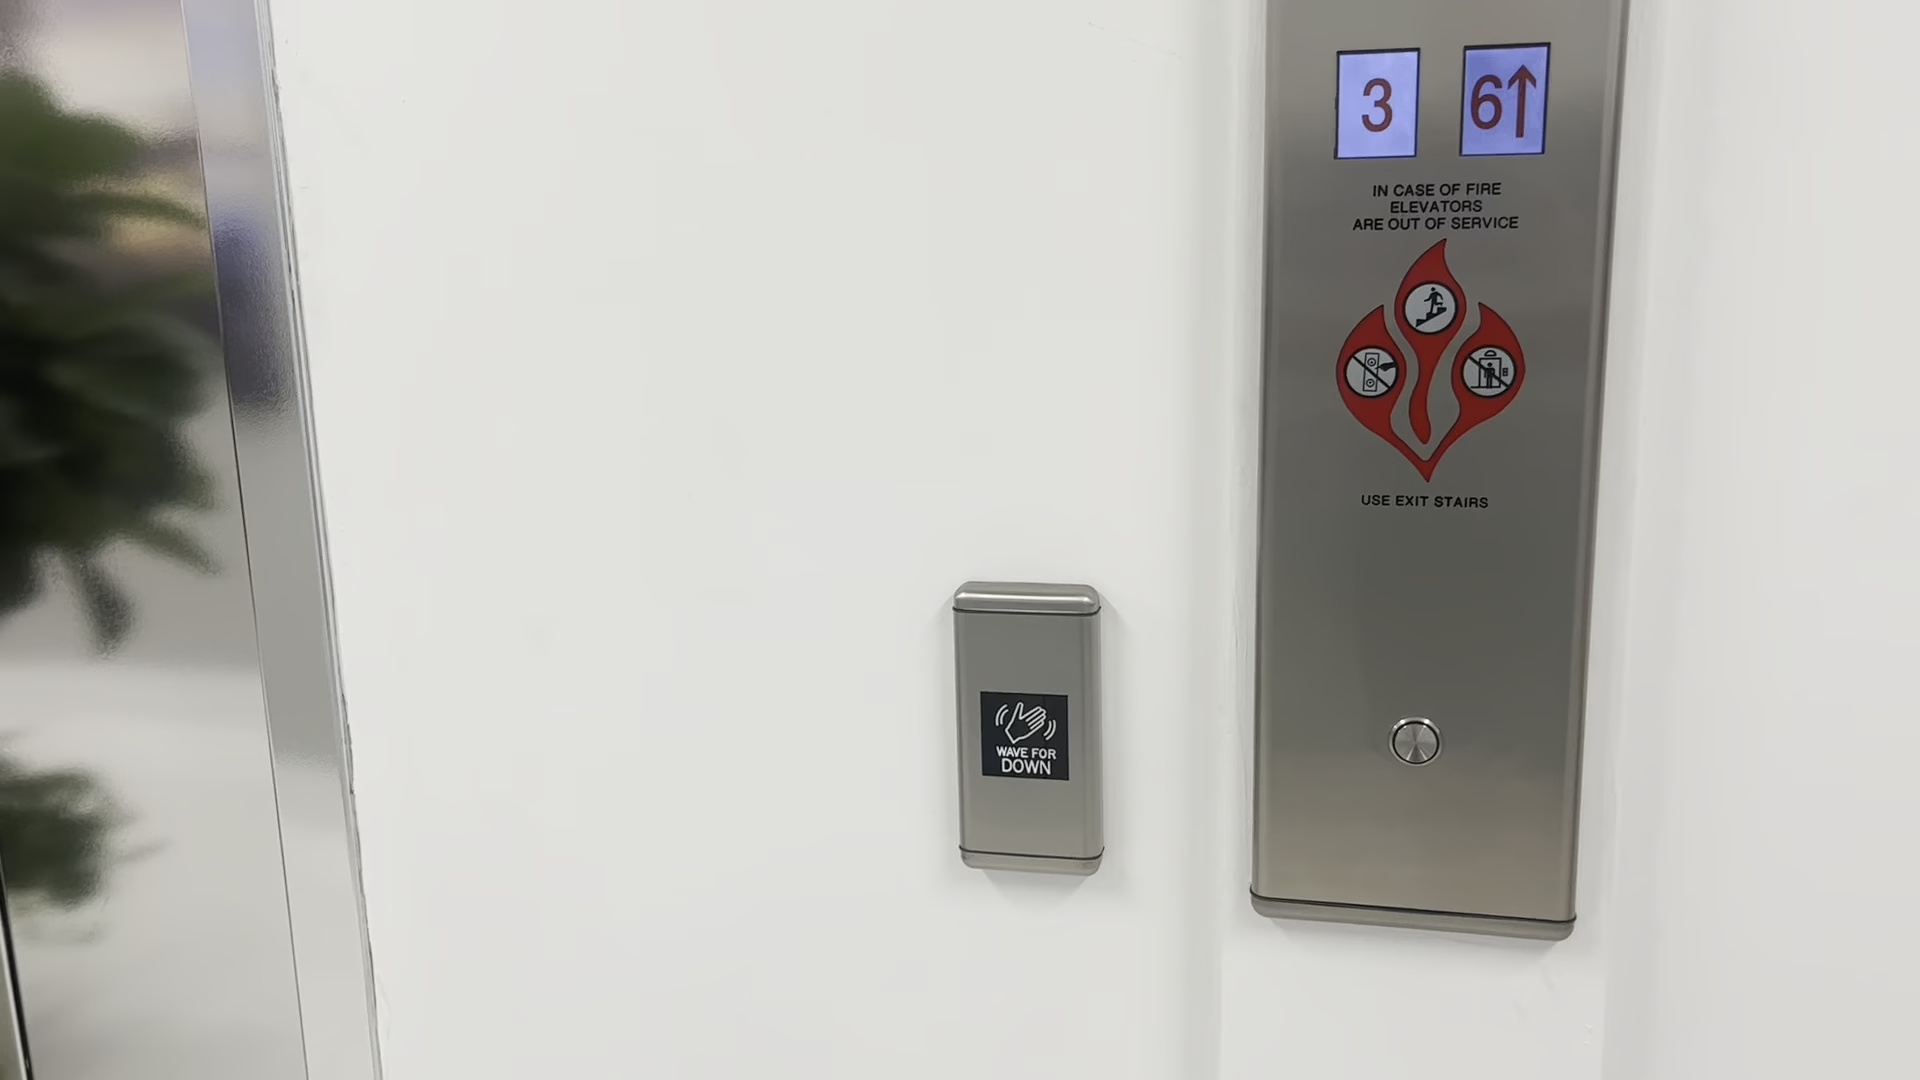 3
6↑
IN CASE OF FIRE
ELEVATORS
ARE OUT OF SERVICE
USE EXIT STAIRS
WAVE FOR
DOWN